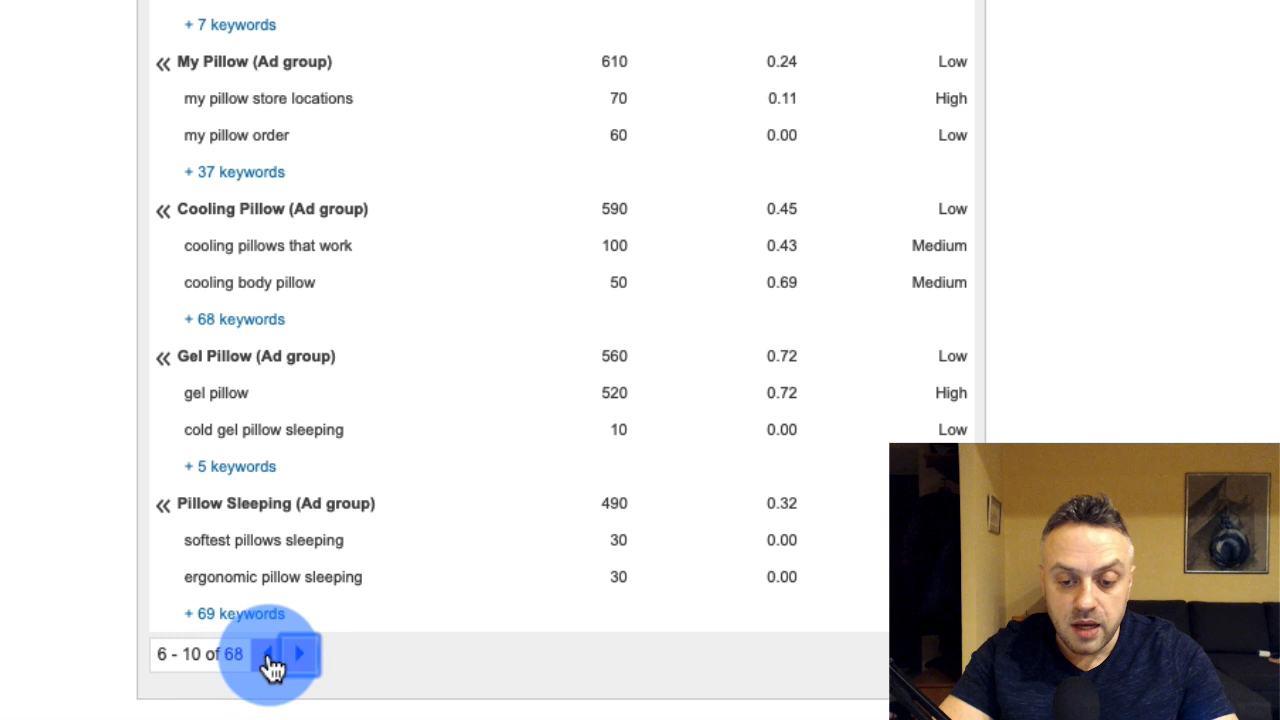 + 7 keywords
« My Pillow (Ad group) 610 0.24 Low
my pillow store locations 70 0.11 High
my pillow order 60 0.00 Low
+ 37 keywords
« Cooling Pillow (Ad group) 590 0.45 Low
cooling pillows that work 100 0.43 Medium
cooling body pillow 50 0.69 Medium
+ 68 keywords
« Gel Pillow (Ad group) 560 0.72 Low
gel pillow 520 0.72 High
cold gel pillow sleeping 10 0.00 Low
+ 5 keywords
« Pillow Sleeping (Ad group) 490 0.32
softest pillows sleeping 30 0.00
ergonomic pillow sleeping 30 0.00
+ 69 keywords
6 - 10 of 68